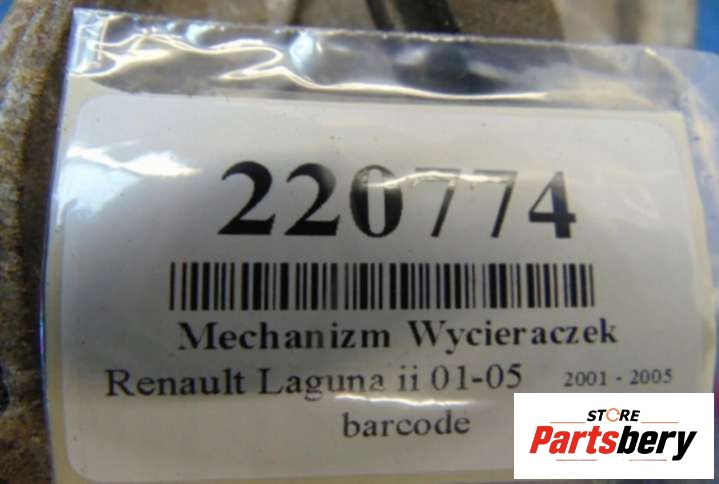 220774
Mechanizm Wycieraczek
Renault Laguna ii 01-05 2001 - 2005
barcode
STORE
Partsbery